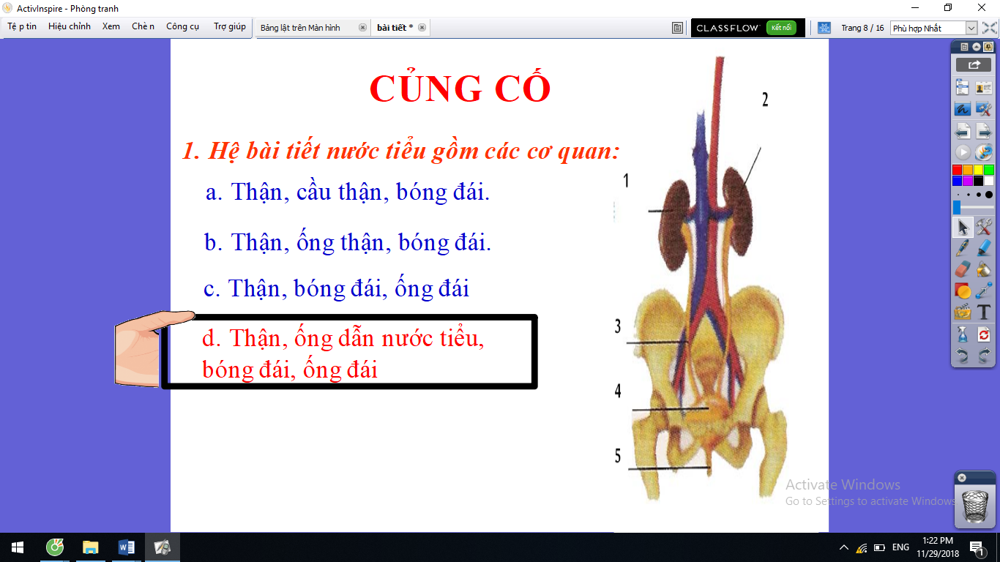 ActivInspire - Phòng tranh
Tệ p tin Hiệu chỉnh Xem Chè n Công cụ Trợ giúp
Bảng lật trên Màn hình
bài tiết *
CLASSFLOW
Kết nối
Trang 8 / 16
Phù hợp Nhất
CỦNG CỐ
1. Hệ bài tiết nước tiểu gồm các cơ quan:
a. Thận, cầu thận, bóng đái.
b. Thận, ống thận, bóng đái.
c. Thận, bóng đái, ống đái
d. Thận, ống dẫn nước tiểu,
bóng đái, ống đái
1
2
3
4
5
Activate Windows
Go to Settings to activate Windows
ENG
1:22 PM
11/29/2018
1